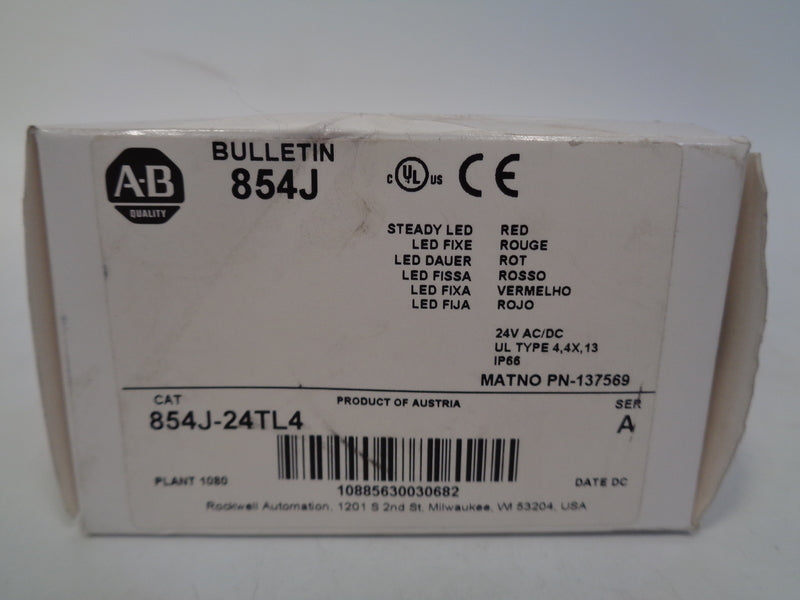 A-B
QUALITY
BULLETIN
854J
c UL us CE
STEADY LED RED
LED FIXE ROUGE
LED DAUER ROT
LED FISSA ROSSO
LED FIXA VERMELHO
LED FIJA ROJO
24V AC/DC
UL TYPE 4,4X,13
IP66
MATNO PN-137569
CAT PRODUCT OF AUSTRIA SER
854J-24TL4 A
PLANT 1080 10885630030682 DATE DC
Rockwell Automation, 1201 S 2nd St, Milwaukee, WI 53204, USA